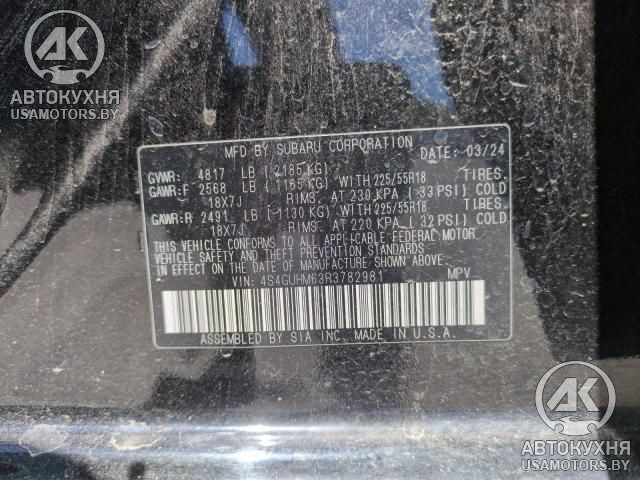 AK
АВТОКУХНЯ
USAMOTORS.BY
MFD BY SUBARU CORPORATION DATE: 03/24
GVWR: 4817 LB ( 2185 KG)
GAWR:F 2568 LB ( 1165 KG) WITH 225/55R18 TIRES.
18X7J RIMS. AT 230 KPA ( 33 PSI) COLD
GAWR:R 2491 LB ( 1130 KG) WITH 225/55R18 TIRES.
18X7J RIMS. AT 220 KPA ( 32 PSI) COLD
THIS VEHICLE CONFORMS TO ALL APPLICABLE FEDERAL MOTOR
VEHICLE SAFETY AND THEFT PREVENTION STANDARDS
IN EFFECT ON THE DATE OF MANUFACTURE SHOWN ABOVE.
VIN: 4S4GUHM63R3782981 MPV
ASSEMBLED BY SIA INC. MADE IN U.S.A.
AK
АВТОКУХНЯ
USAMOTORS.BY